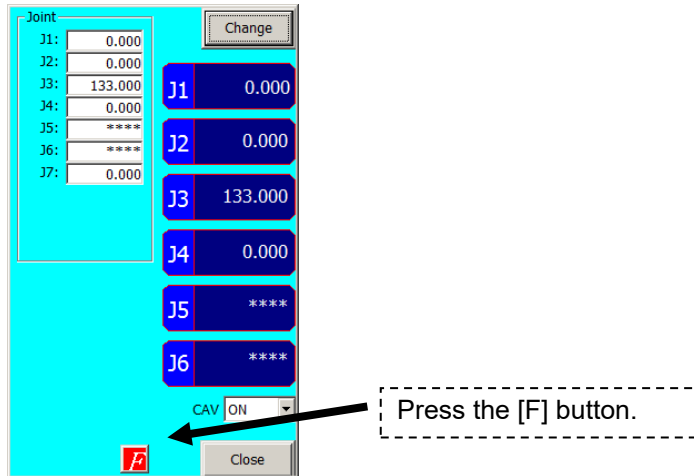 Joint
J1: 0.000
J2: 0.000
J3: 133.000
J4: 0.000
J5: ****
J6: ****
J7: 0.000
Change
J1 0.000
J2 0.000
J3 133.000
J4 0.000
J5 ****
J6 ****
CAV ON
F
Close
Press the [F] button.